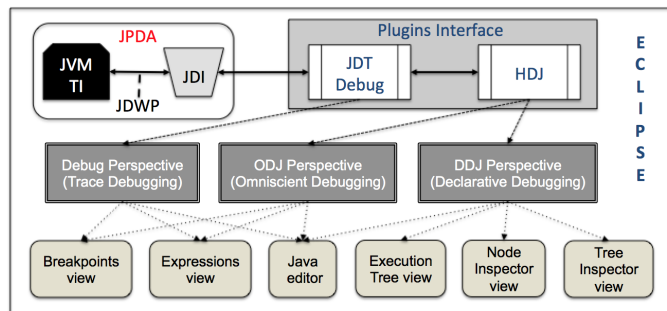 JPDA
JVM
TI
JDWP
JDI
Plugins Interface
JDT
Debug
HDJ
ECLIPSE
Debug Perspective
(Trace Debugging)
ODJ Perspective
(Omniscient Debugging)
DDJ Perspective
(Declarative Debugging)
Breakpoints
view
Expressions
view
Java
editor
Execution
Tree view
Node
Inspector
view
Tree
Inspector
view